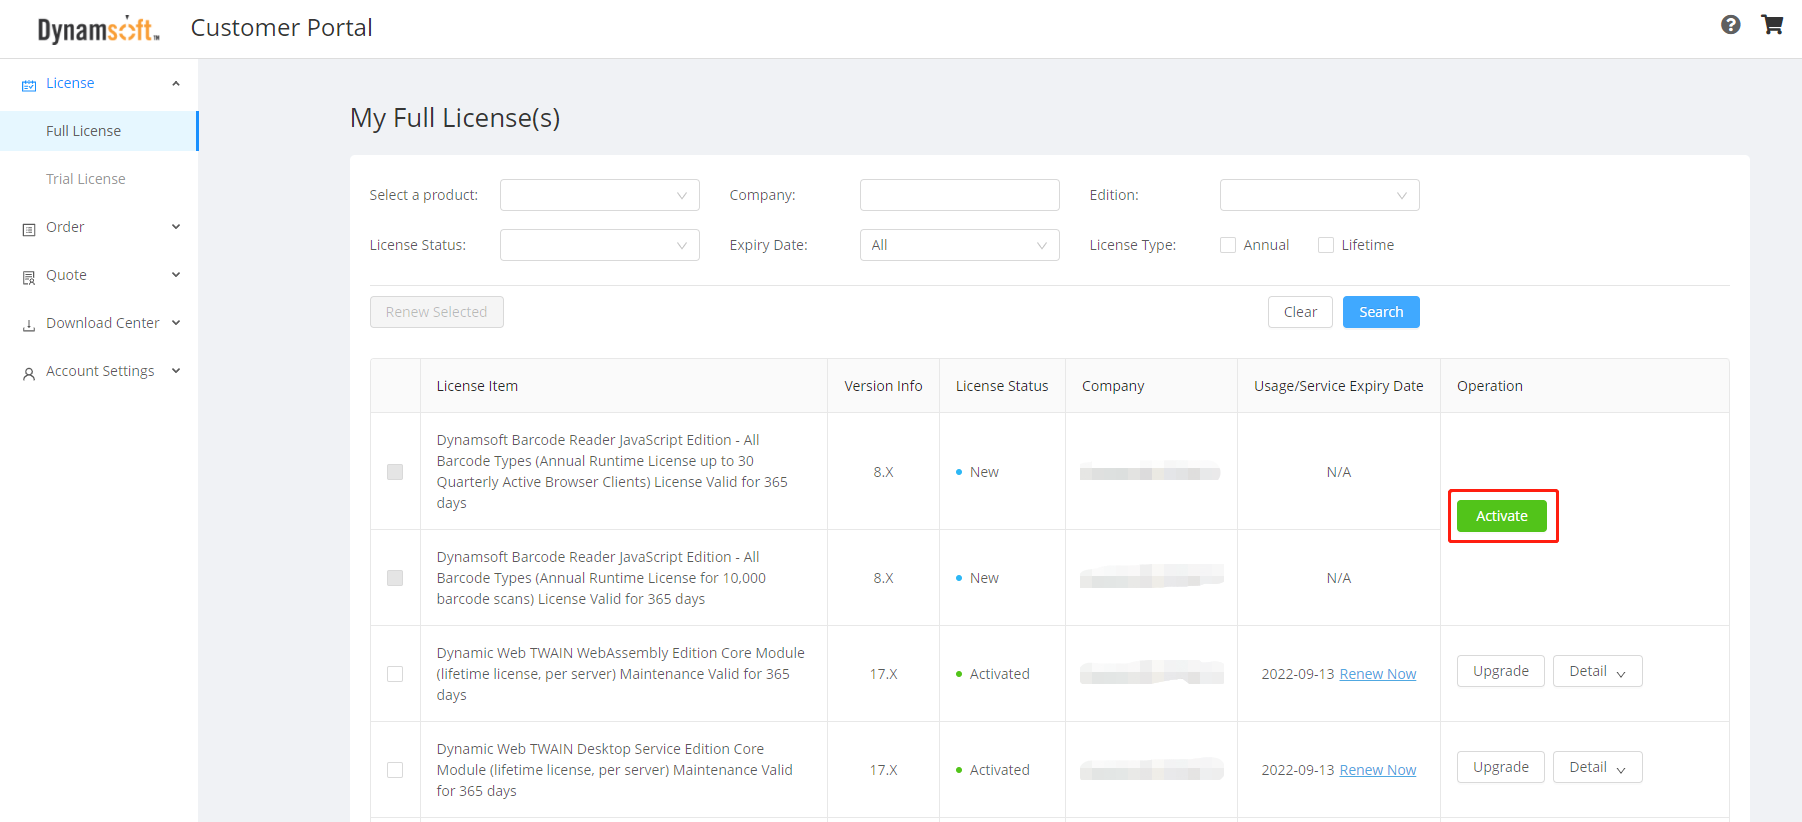 Dynamsoft™ Customer Portal
License
Full License
Trial License
Order
Quote
Download Center
Account Settings
My Full License(s)
Select a product: Company: Edition:
License Status: Expiry Date: All License Type: Annual Lifetime
Renew Selected Clear Search
License Item Version Info License Status Company Usage/Service Expiry Date Operation
Dynamsoft Barcode Reader JavaScript Edition - All
Barcode Types (Annual Runtime License up to 30
Quarterly Active Browser Clients) License Valid for 365
days
8.X New N/A
Activate
Dynamsoft Barcode Reader JavaScript Edition - All
Barcode Types (Annual Runtime License for 10,000
barcode scans) License Valid for 365 days
8.X New N/A
Dynamic Web TWAIN WebAssembly Edition Core Module
(lifetime license, per server) Maintenance Valid for 365
days
17.X Activated 2022-09-13 Renew Now Upgrade Detail
Dynamic Web TWAIN Desktop Service Edition Core
Module (lifetime license, per server) Maintenance Valid
for 365 days
17.X Activated 2022-09-13 Renew Now Upgrade Detail